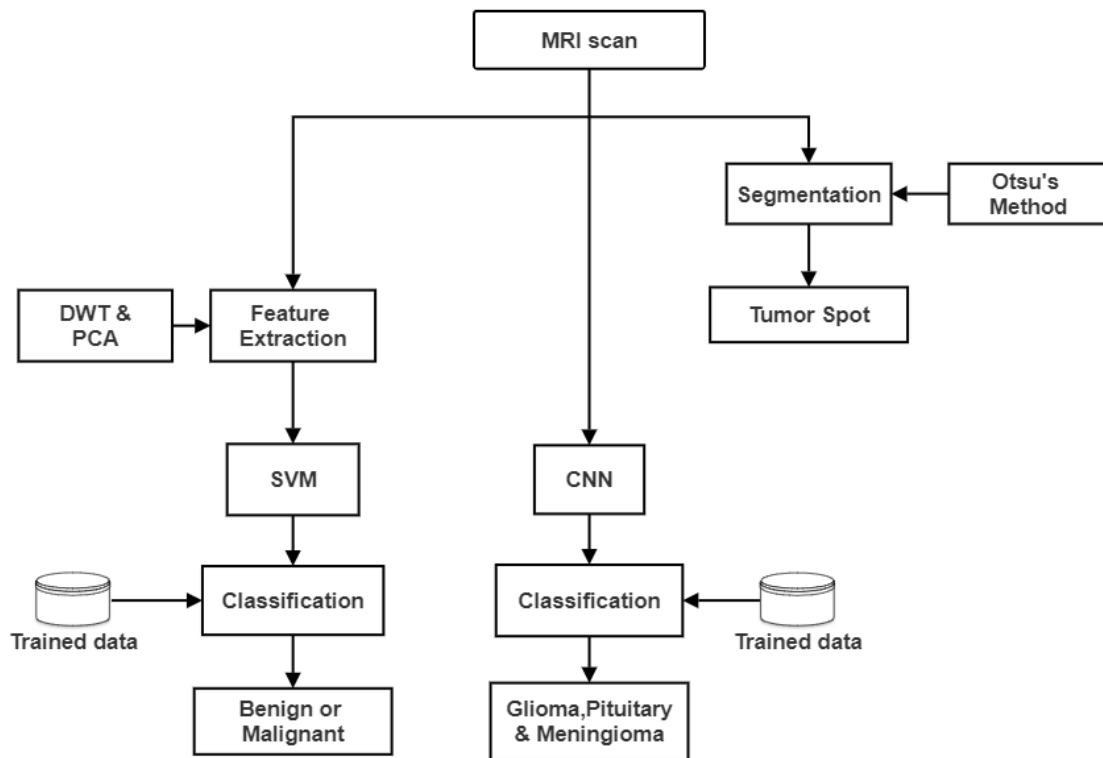 MRI scan
Segmentation
Otsu's
Method
DWT &
PCA
Feature
Extraction
Tumor Spot
SVM
CNN
Trained data
Classification
Classification
Trained data
Benign or
Malignant
Glioma,Pituitary
& Meningioma